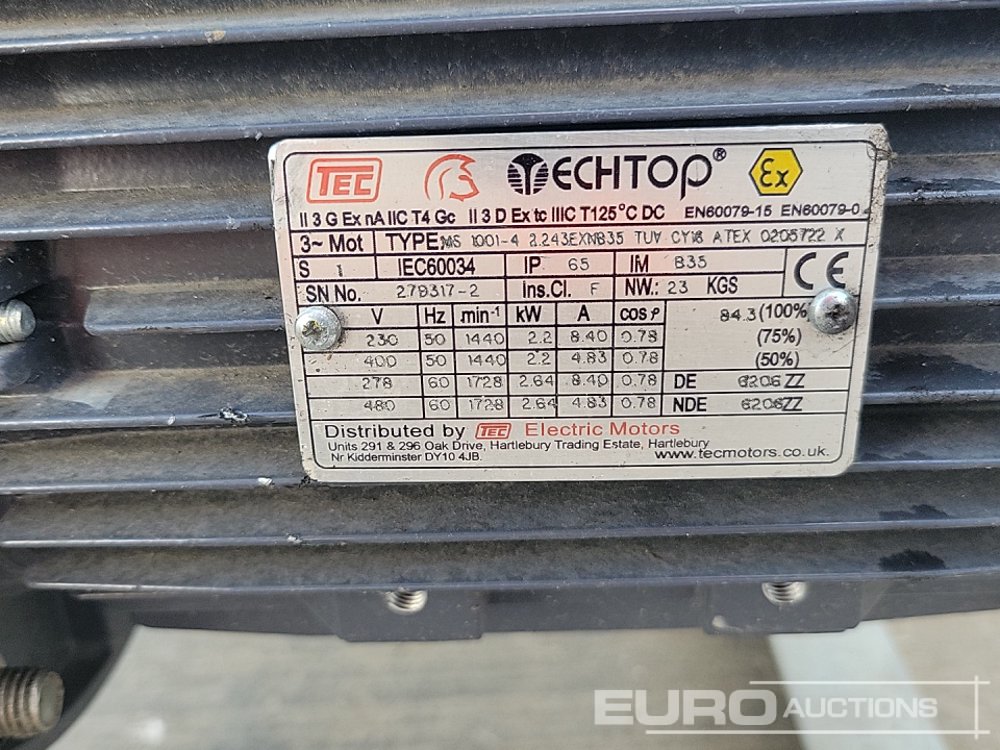 TEC TECHTOP® Ex
II 3 G Ex nA IIC T4 Gc II 3 D Ex tc IIIC T125°C DC EN60079-15 EN60079-0
3~ Mot TYPE MS 1001-4 2.243EXNB35 TUV CY18 ATEX 0205722 X
S 1 IEC60034 IP 65 IM B35 CE
SN No. 279317-2 Ins.Cl. F NW.: 23 KGS
V Hz min-1 kW A COS ρ 84.3 (100%)
230 50 1440 2.2 8.40 0.78 (75%)
400 50 1440 2.2 4.83 0.78 (50%)
278 60 1728 2.64 8.40 0.78 DE 6206ZZ
480 60 1728 2.64 4.83 0.78 NDE 6206ZZ
Distributed by TEC Electric Motors
Units 291 & 296 Oak Drive, Hartlebury Trading Estate, Hartlebury
Nr Kidderminster DY10 4JB. www.tecmotors.co.uk
EURO AUCTIONS